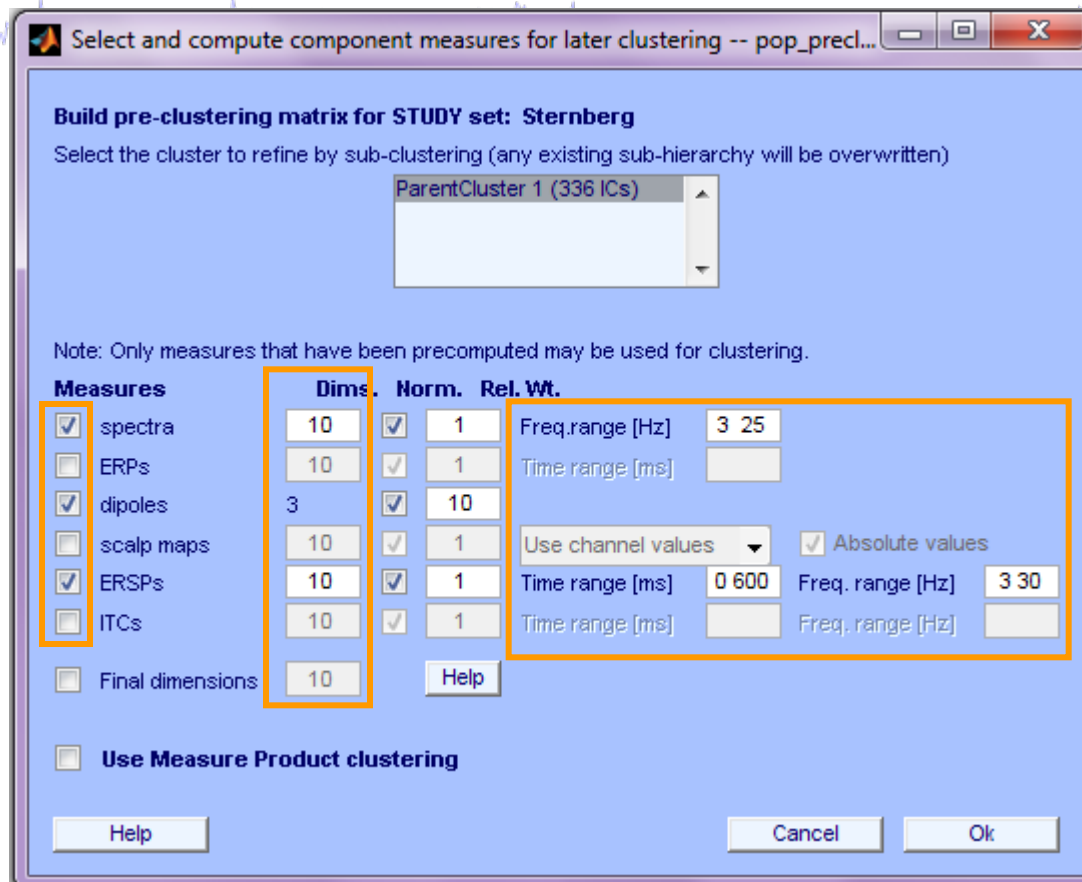 Select and compute component measures for later clustering -- pop_precl...
Build pre-clustering matrix for STUDY set: Sternberg
Select the cluster to refine by sub-clustering (any existing sub-hierarchy will be overwritten)
ParentCluster 1 (336 ICs)
Note: Only measures that have been precomputed may be used for clustering.
Measures Dims. Norm. Rel. Wt.
spectra 10 1 Freq.range [Hz] 3 25
ERPs 10 1 Time range [ms]
dipoles 3 10
scalp maps 10 1 Use channel values Absolute values
ERSPs 10 1 Time range [ms] 0 600 Freq. range [Hz] 3 30
ITCs 10 1 Time range [ms] Freq. range [Hz]
Final dimensions 10 Help
Use Measure Product clustering
Help Cancel Ok